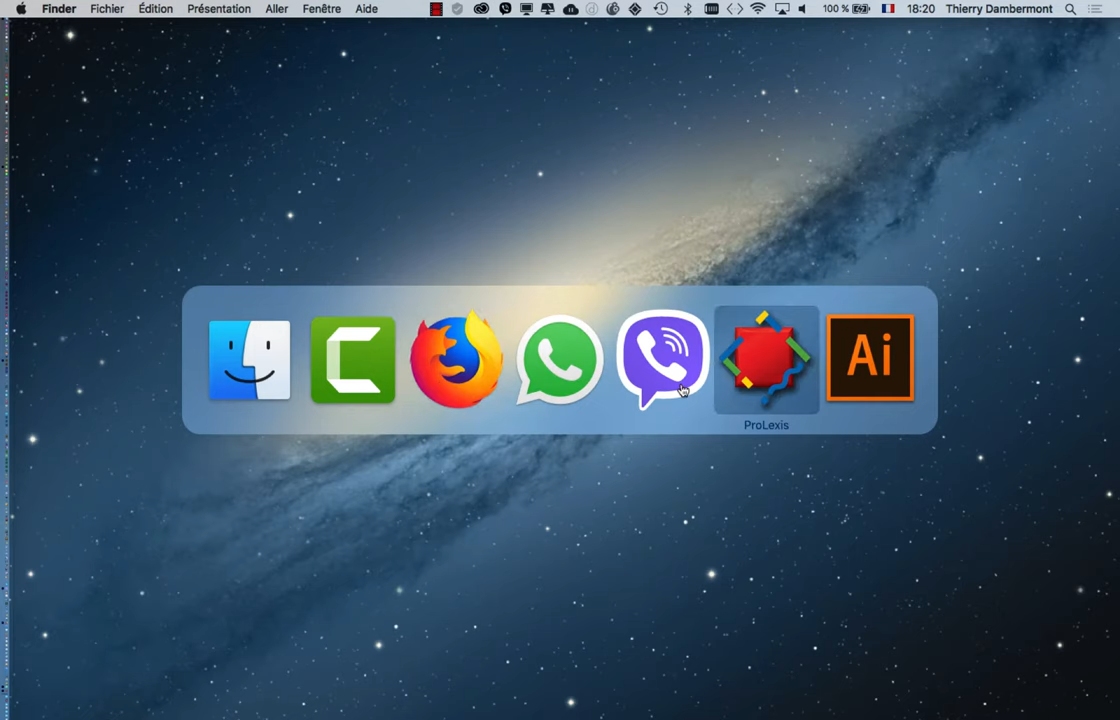 Finder Fichier Édition Présentation Aller Fenêtre Aide 100 % 18:20 Thierry Dambermont
Ai
ProLexis